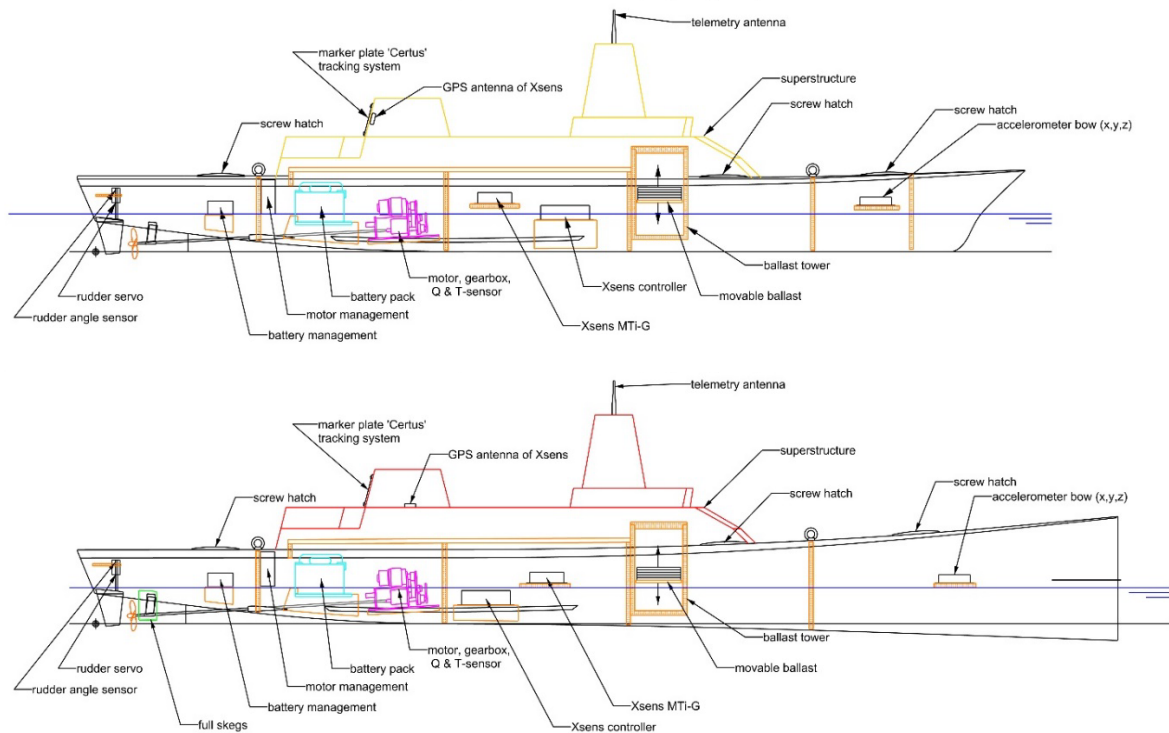 telemetry antenna
marker plate 'Certus'
tracking system
GPS antenna of Xsens
superstructure
screw hatch
screw hatch
screw hatch
accelerometer bow (x,y,z)
rudder servo
rudder angle sensor
battery management
motor management
battery pack
motor, gearbox,
Q & T-sensor
Xsens MTi-G
Xsens controller
movable ballast
ballast tower
telemetry antenna
marker plate 'Certus'
tracking system
GPS antenna of Xsens
superstructure
screw hatch
screw hatch
screw hatch
accelerometer bow (x,y,z)
rudder servo
rudder angle sensor
full skegs
battery management
motor management
battery pack
motor, gearbox,
Q & T-sensor
Xsens controller
Xsens MTi-G
movable ballast
ballast tower